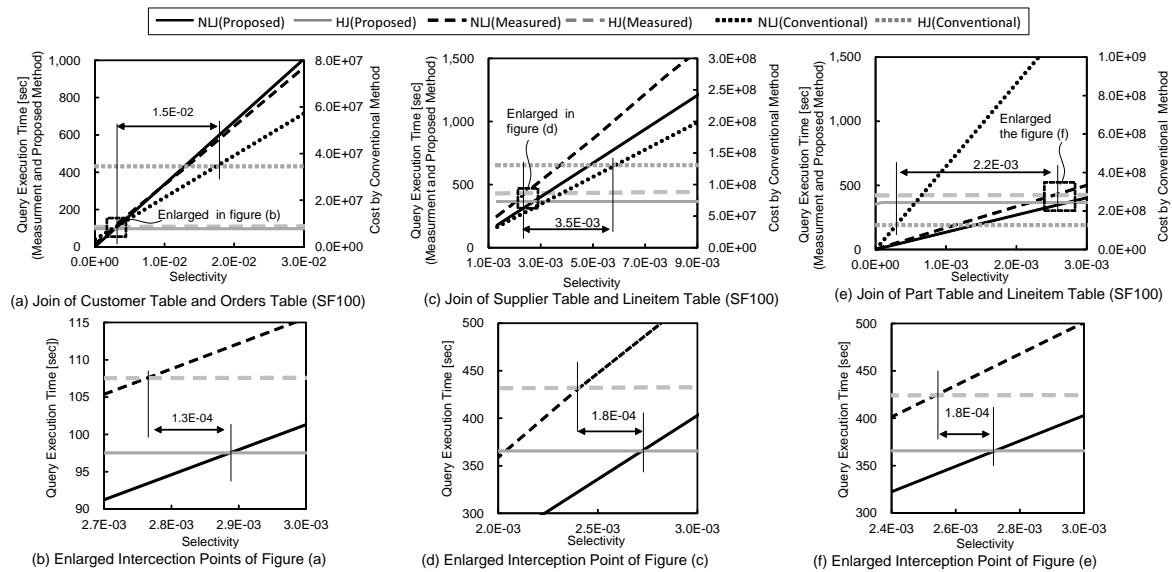 NLJ(Proposed) HJ(Proposed) NLJ(Measured) HJ(Measured) NLJ(Conventional) HJ(Conventional)
Query Execution Time [sec]
(Measurment and Proposed Method)
1,000
800
600
400
200
0
8.0E+07
6.0E+07
4.0E+07
2.0E+07
0.0E+00
Cost by Conventional Method
1.5E-02
Enlarged in figure (b)
0.0E+00 1.0E-02 2.0E-02 3.0E-02
Selectivity
(a) Join of Customer Table and Orders Table (SF100)
Query Execution Time [sec]
(Measurment and Proposed Method)
1,500
1,000
500
0
3.0E+08
2.5E+08
2.0E+08
1.5E+08
1.0E+08
5.0E+07
0.0E+00
Cost by Conventional Method
Enlarged in
figure (d)
3.5E-03
1.0E-03 3.0E-03 5.0E-03 7.0E-03 9.0E-03
Selectivity
(c) Join of Supplier Table and Lineitem Table (SF100)
Query Execution Time [sec]
(Measurment and Proposed Method)
1,500
1,000
500
0
1.0E+09
8.0E+08
6.0E+08
4.0E+08
2.0E+08
0.0E+00
Cost by Conventional Method
Enlarged
the figure (f)
2.2E-03
0.0E+00 1.0E-03 2.0E-03 3.0E-03
Selectivity
(e) Join of Part Table and Lineitem Table (SF100)
Query Execution Time [sec])
115
110
105
100
95
90
1.3E-04
2.7E-03 2.8E-03 2.9E-03 3.0E-03
Selectivity
(b) Enlarged Intercection Points of Figure (a)
Query Execution Time [sec]
500
450
400
350
300
1.8E-04
2.0E-03 2.5E-03 3.0E-03
Selectivity
(d) Enlarged Interception Point of Figure (c)
Query Execution Time [sec]
500
450
400
350
300
1.8E-04
2.4E-03 2.6E-03 2.8E-03 3.0E-03
Selectivity
(f) Enlarged Interception Point of Figure (e)